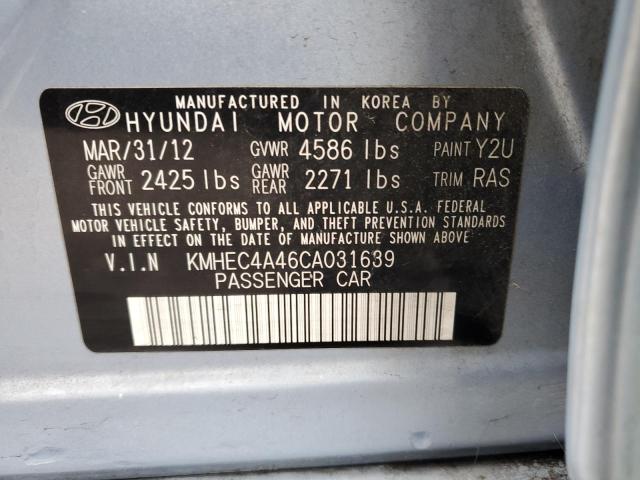 MANUFACTURED IN KOREA BY
HYUNDAI MOTOR COMPANY
MAR/31/12 GVWR 4586 lbs PAINT Y2U
GAWR FRONT 2425 lbs GAWR REAR 2271 lbs TRIM RAS
THIS VEHICLE CONFORMS TO ALL APPLICABLE U.S.A. FEDERAL
MOTOR VEHICLE SAFETY, BUMPER, AND THEFT PREVENTION STANDARDS
IN EFFECT ON THE DATE OF MANUFACTURE SHOWN ABOVE.
V.I.N KMHEC4A46CA031639
PASSENGER CAR